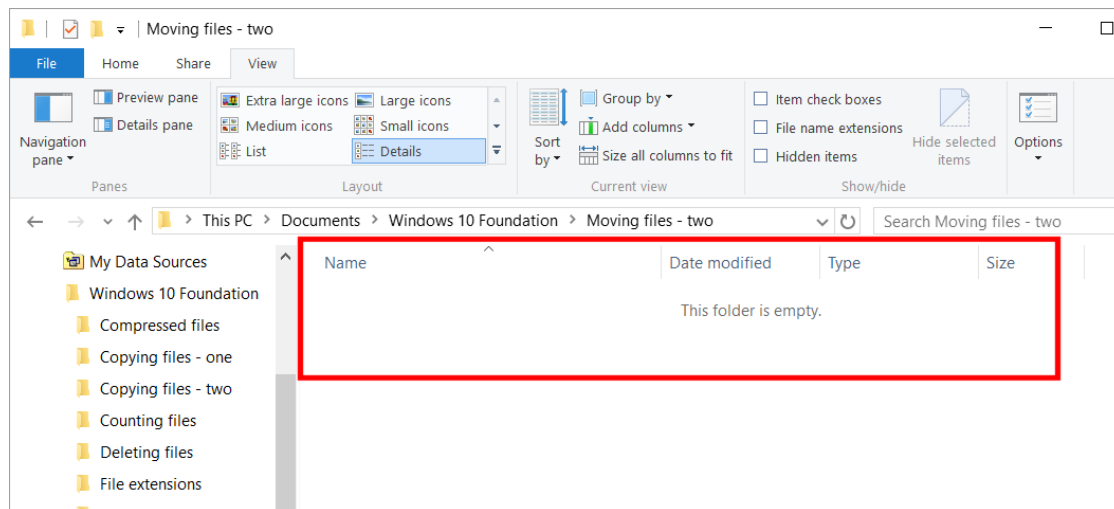 Moving files - two
File Home Share View
Preview pane
Details pane
Navigation
pane
Extra large icons Large icons
Medium icons Small icons
List Details
Sort
by
Group by
Add columns
Size all columns to fit
Item check boxes
File name extensions
Hidden items
Hide selected
items
Options
Panes Layout Current view Show/hide
This PC > Documents > Windows 10 Foundation > Moving files - two
Search Moving files - two
My Data Sources
Windows 10 Foundation
Compressed files
Copying files - one
Copying files - two
Counting files
Deleting files
File extensions
Name Date modified Type Size
This folder is empty.